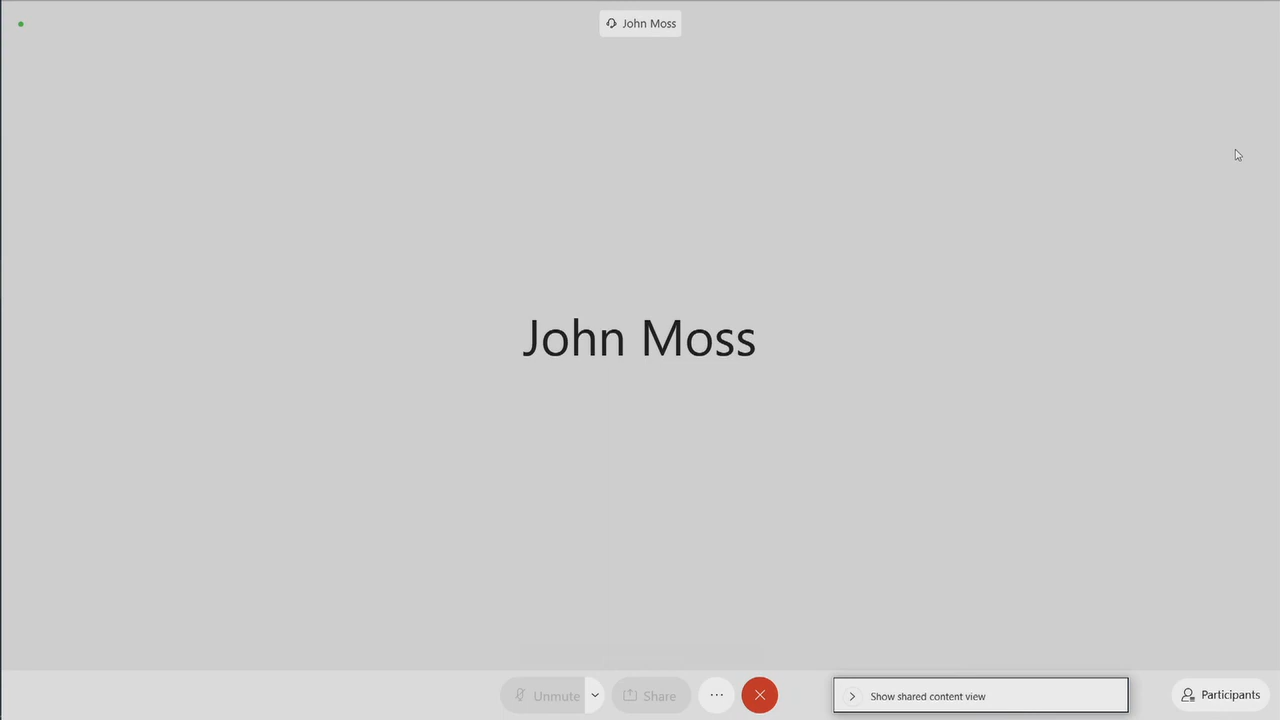 John Moss
John Moss
Unmute
Share
Show shared content view
Participants